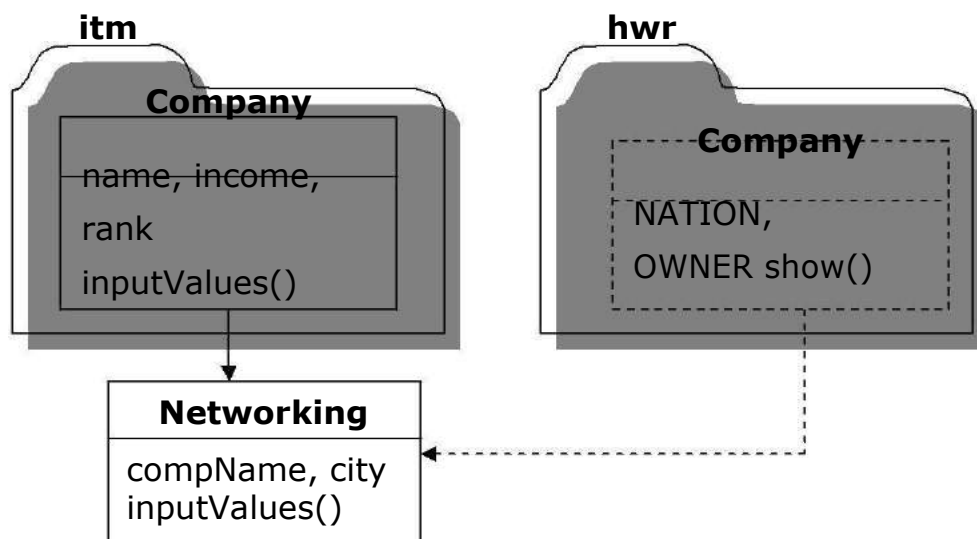 itm
Company
name, income,
rank
inputValues()
hwr
Company
NATION,
OWNER show()
Networking
compName, city
inputValues()